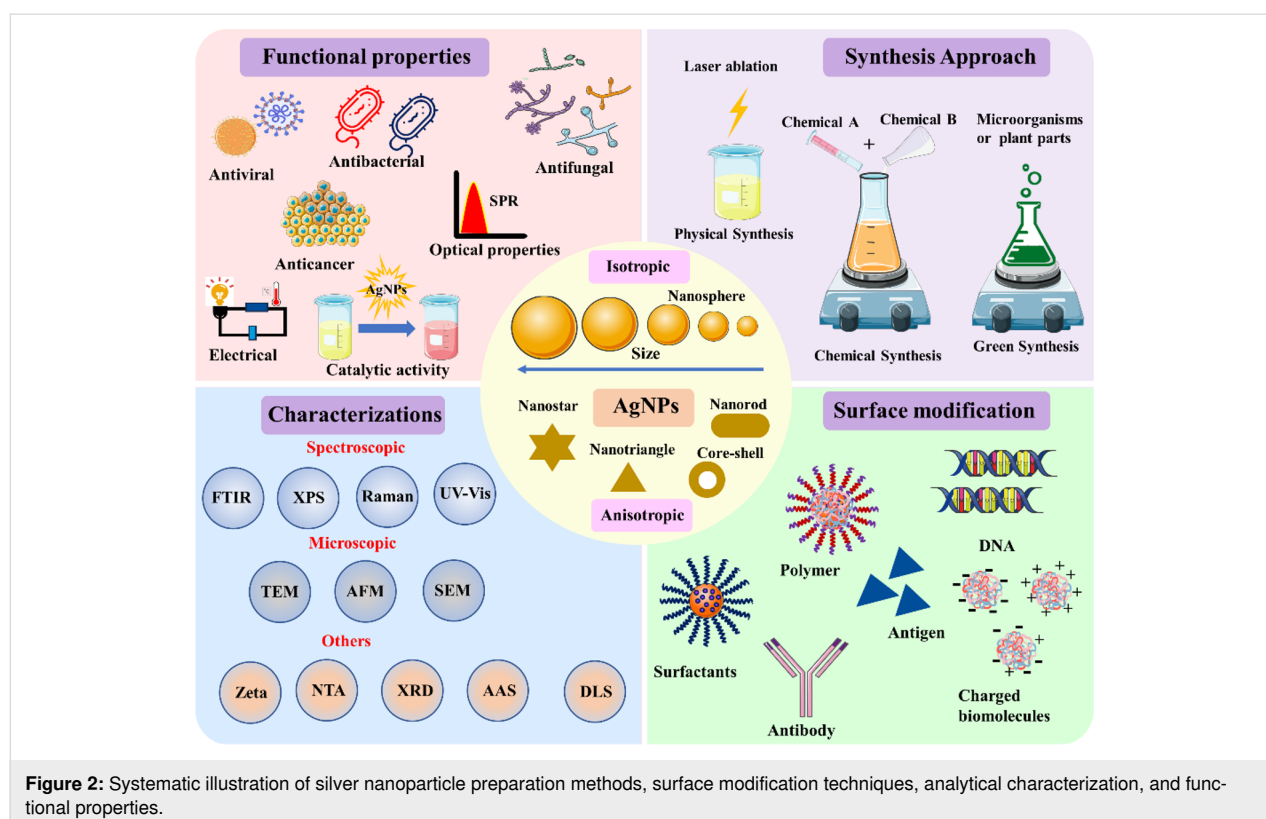 Functional properties
Antiviral
Antibacterial
Antifungal
Anticancer
SPR
Optical properties
Electrical
AgNPs
Catalytic activity
Synthesis Approach
Laser ablation
Physical Synthesis
Chemical A
+
Chemical B
Chemical Synthesis
Microorganisms
or plant parts
Green Synthesis
Isotropic
Nanosphere
Size
AgNPs
Nanostar
Nanotriangle
Nanorod
Core-shell
Anisotropic
Characterizations
Spectroscopic
FTIR
XPS
Raman
UV-Vis
Microscopic
TEM
AFM
SEM
Others
Zeta
NTA
XRD
AAS
DLS
Surface modification
Polymer
DNA
Surfactants
Antigen
Antibody
Charged
biomolecules
Figure 2: Systematic illustration of silver nanoparticle preparation methods, surface modification techniques, analytical characterization, and func-
tional properties.